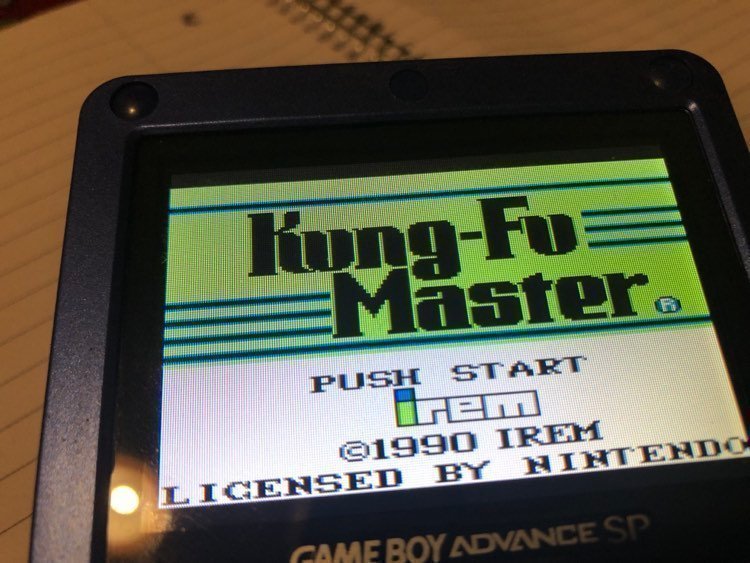 Kung-Fu
Master®
PUSH START
irem
©1990 IREM
LICENSED BY NINTENDO
GAME BOY ADVANCE SP